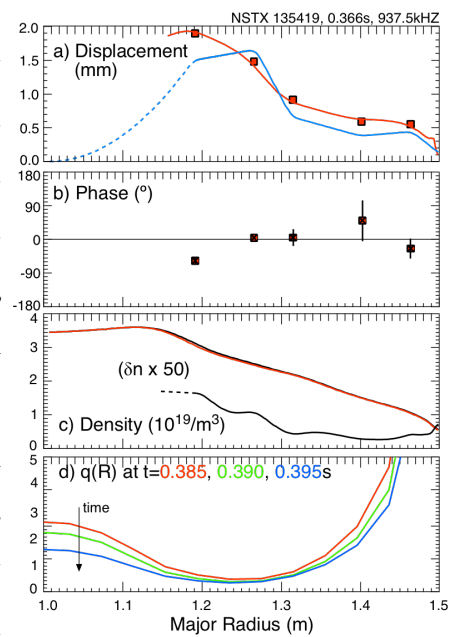 NSTX 135419, 0.366s, 937.5kHZ
2.0
a) Displacement
(mm)
1.5
1.0
0.5
0.0
180
b) Phase (º)
90
0
-90
-180
4
3
(δn x 50)
2
1
c) Density (10¹⁹/m³)
0
5
d) q(R) at t=0.385, 0.390, 0.395s
4
3
time
2
1
0
1.0 1.1 1.2 1.3 1.4 1.5
Major Radius (m)